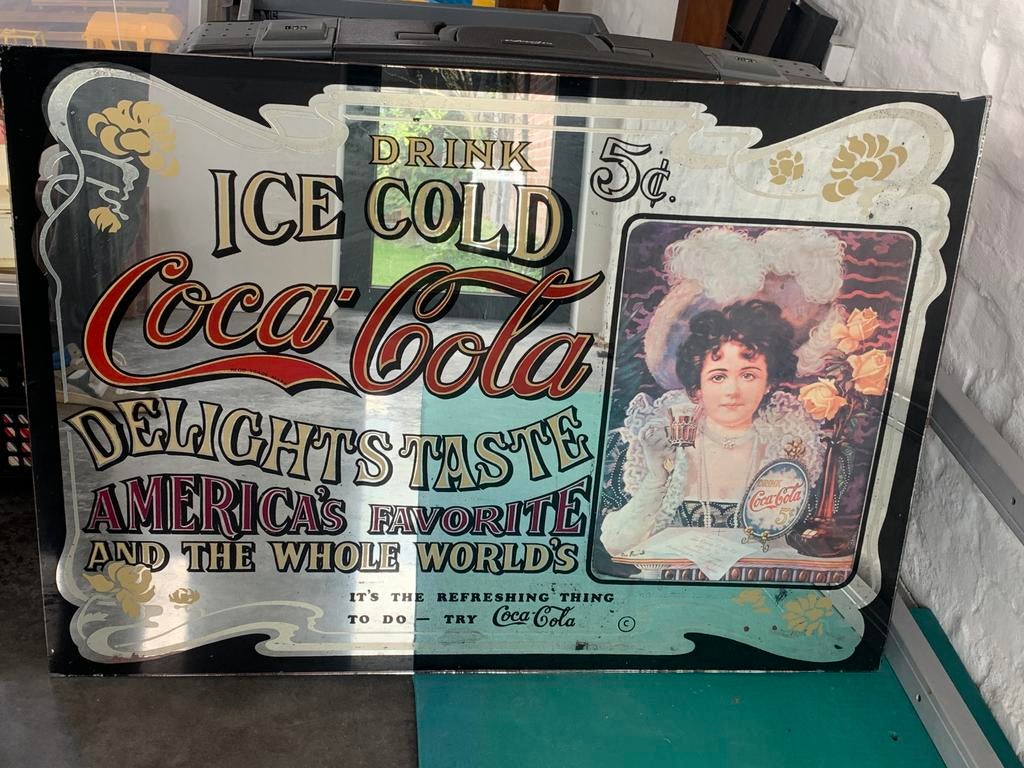 DRINK
5¢.
ICE COLD
Coca-Cola
DELIGHTS TASTE
AMERICA'S FAVORITE
AND THE WHOLE WORLD'S
IT'S THE REFRESHING THING
TO DO — TRY Coca-Cola ©
DRINK
Coca-Cola
5¢